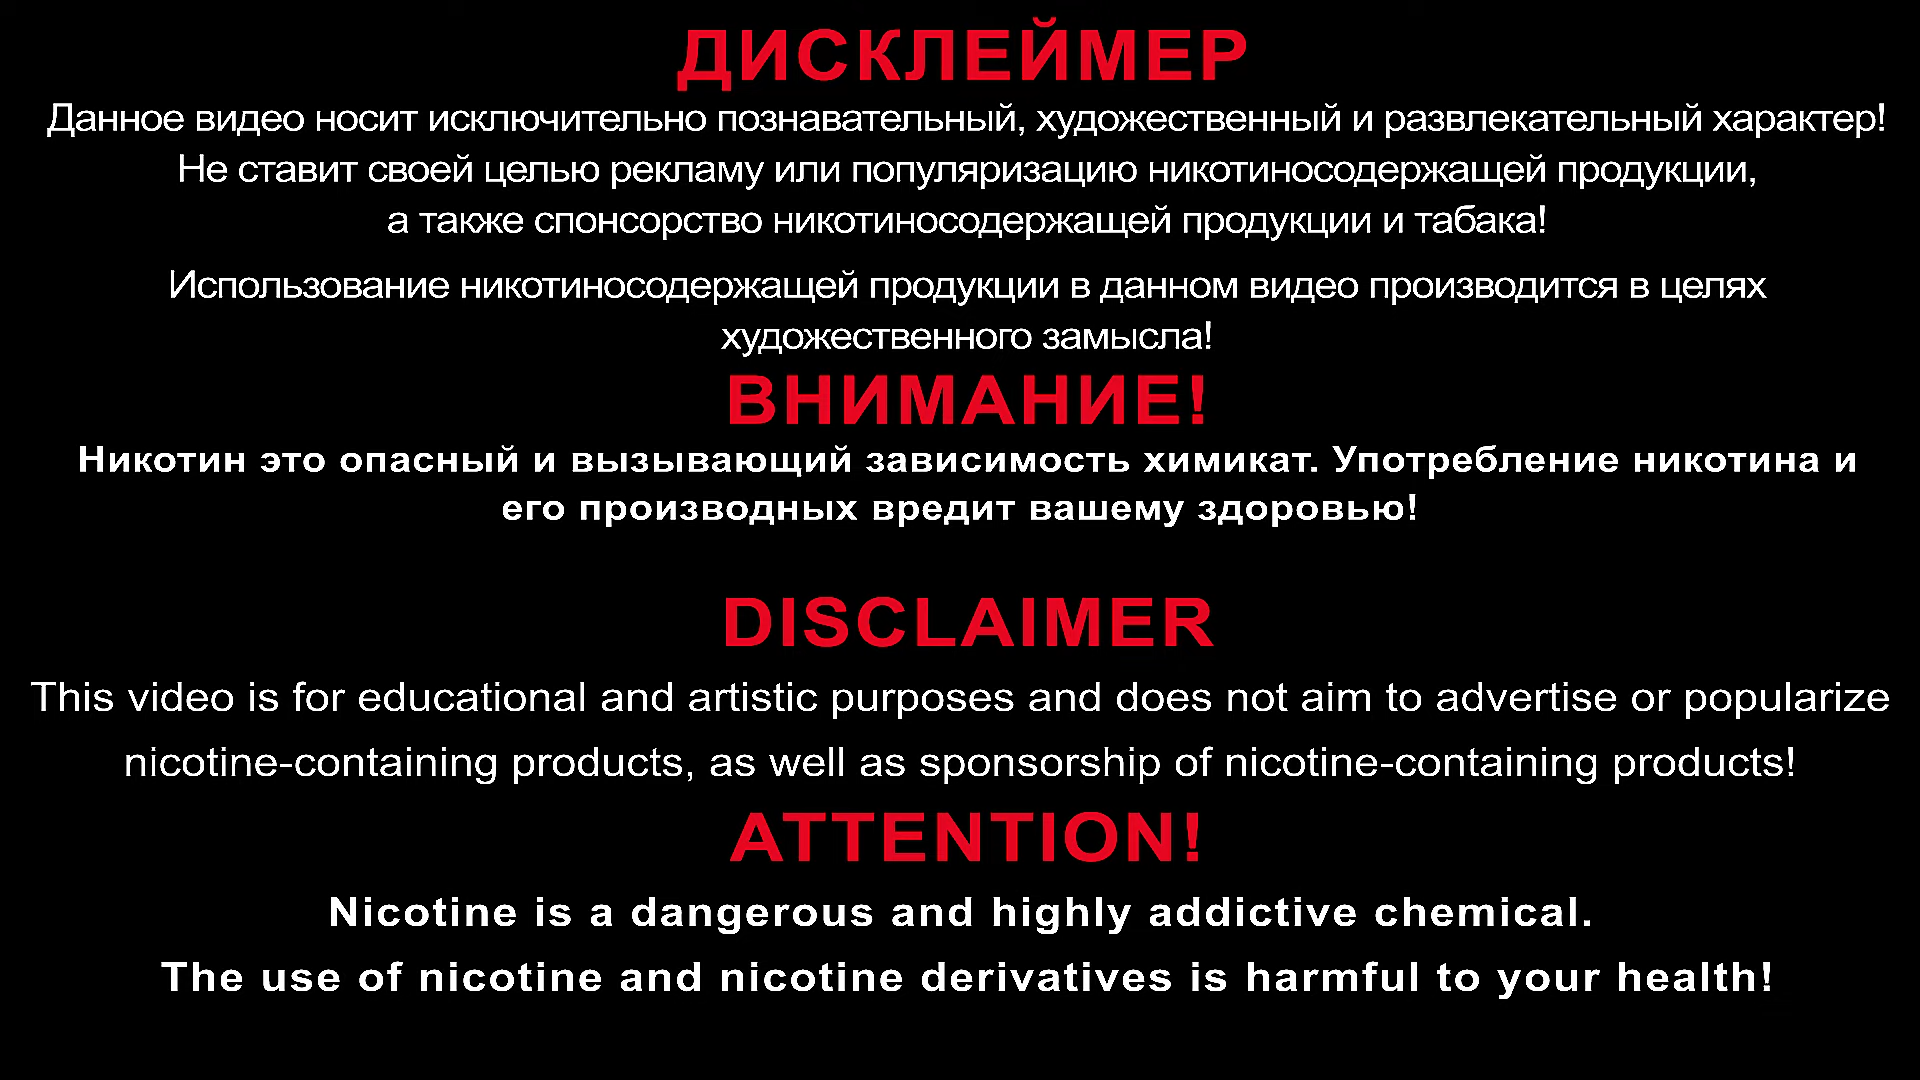 ДИСКЛЕЙМЕР
Данное видео носит исключительно познавательный, художественный и развлекательный характер!
Не ставит своей целью рекламу или популяризацию никотиносодержащей продукции,
а также спонсорство никотиносодержащей продукции и табака!
Использование никотиносодержащей продукции в данном видео производится в целях
художественного замысла!
ВНИМАНИЕ!
Никотин это опасный и вызывающий зависимость химикат. Употребление никотина и
его производных вредит вашему здоровью!
DISCLAIMER
This video is for educational and artistic purposes and does not aim to advertise or popularize
nicotine-containing products, as well as sponsorship of nicotine-containing products!
ATTENTION!
Nicotine is a dangerous and highly addictive chemical.
The use of nicotine and nicotine derivatives is harmful to your health!